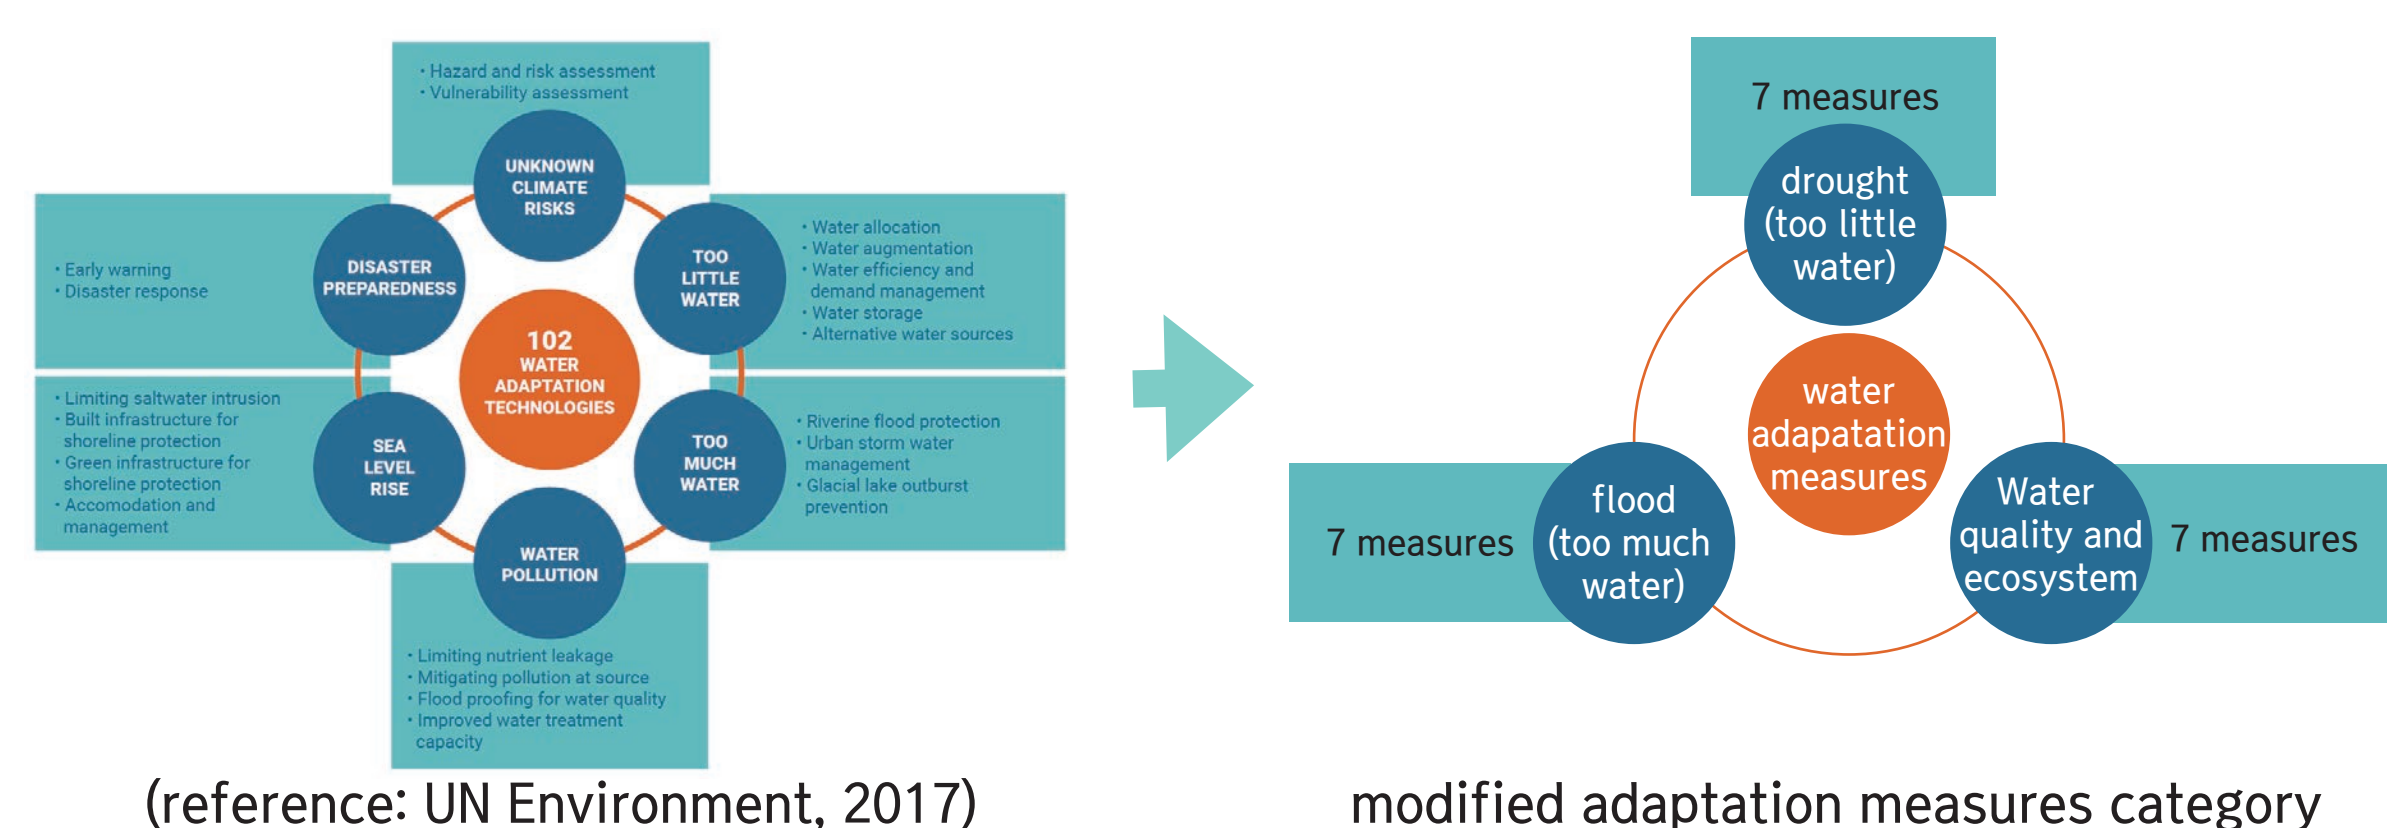 • Hazard and risk assessment
• Vulnerability assessment
UNKNOWN
CLIMATE
RISKS
• Early warning
• Disaster response
DISASTER
PREPAREDNESS
TOO
LITTLE
WATER
• Water allocation
• Water augmentation
• Water efficiency and
demand management
• Water storage
• Alternative water sources
102
WATER
ADAPTATION
TECHNOLOGIES
• Limiting saltwater intrusion
• Built infrastructure for
shoreline protection
• Green infrastructure for
shoreline protection
• Accomodation and
management
SEA
LEVEL
RISE
TOO
MUCH
WATER
• Riverine flood protection
• Urban storm water
management
• Glacial lake outburst
prevention
WATER
POLLUTION
• Limiting nutrient leakage
• Mitigating pollution at source
• Flood proofing for water quality
• Improved water treatment
capacity
(reference: UN Environment, 2017)
7 measures
drought
(too little
water)
water
adapatation
measures
7 measures
flood
(too much
water)
Water
quality and
ecosystem
7 measures
modified adaptation measures category